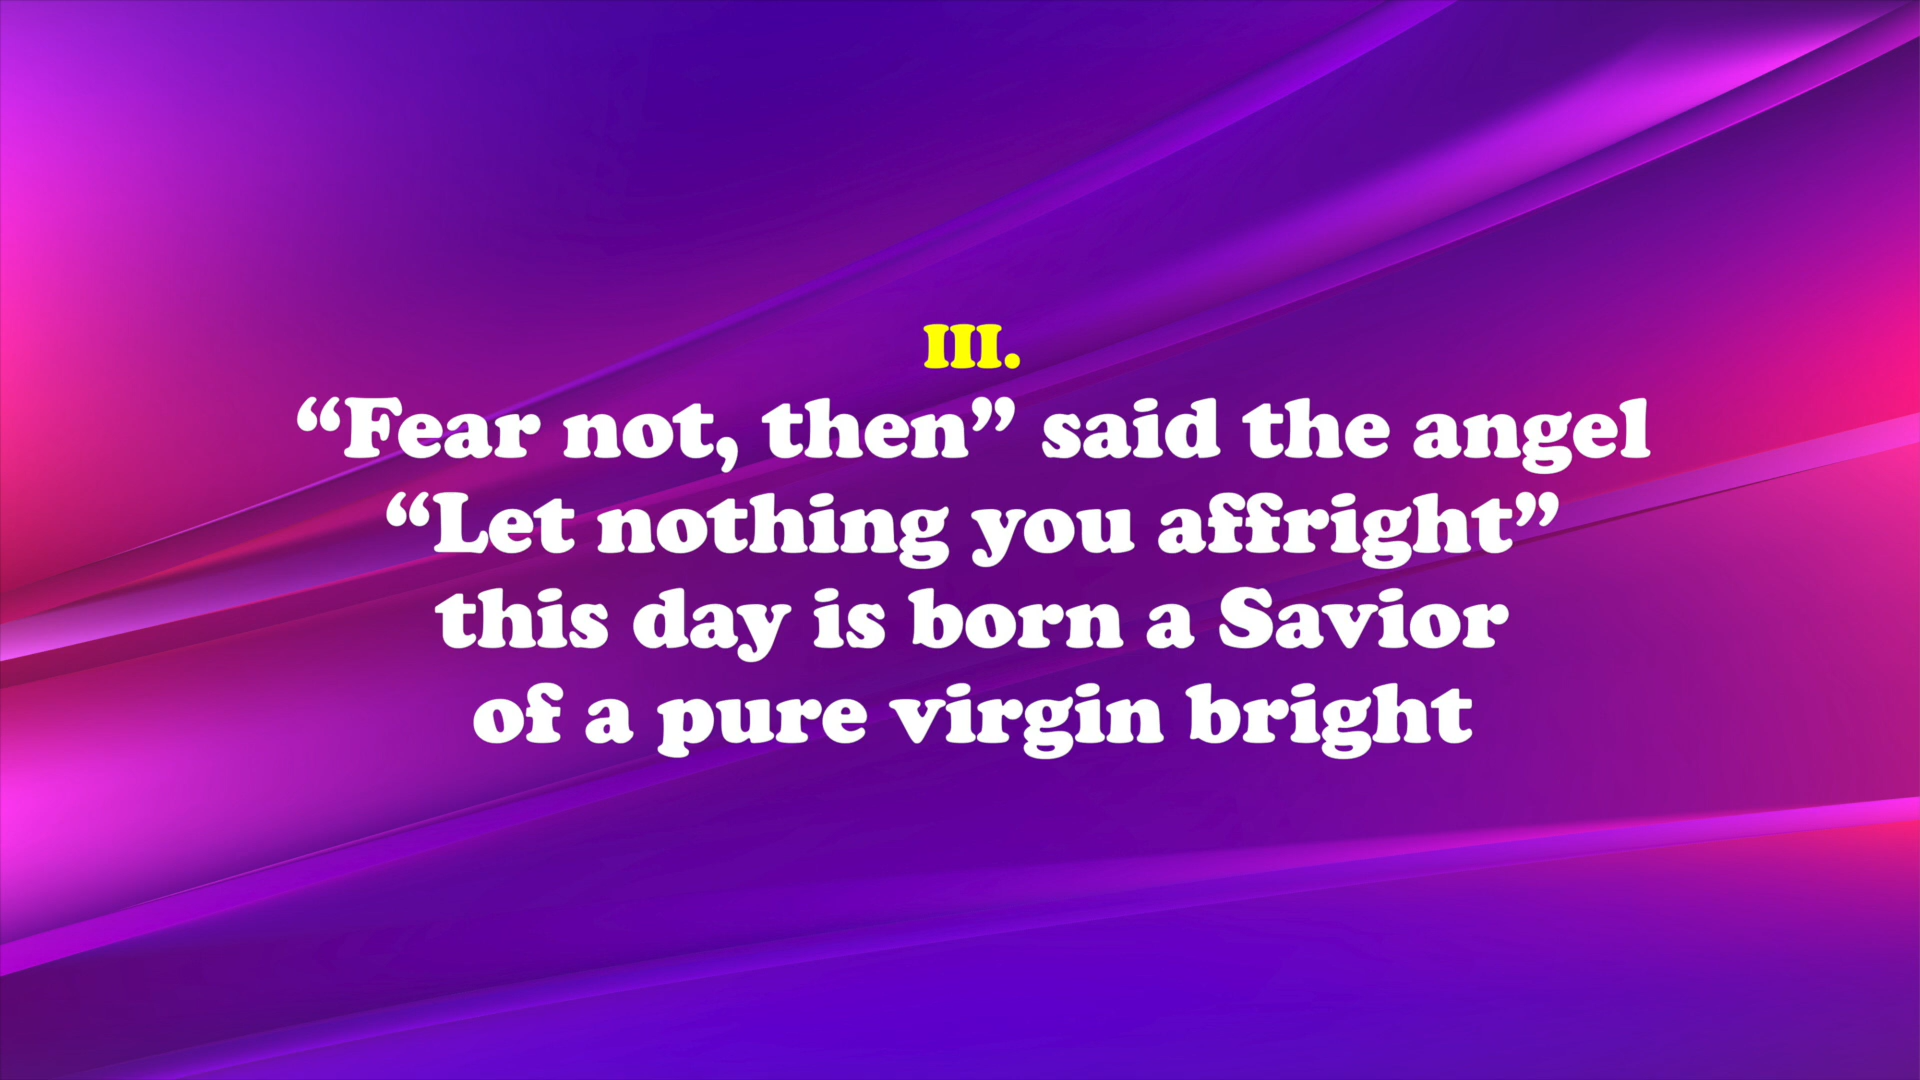 III.
“Fear not, then” said the angel
“Let nothing you affright”
this day is born a Savior
of a pure virgin bright